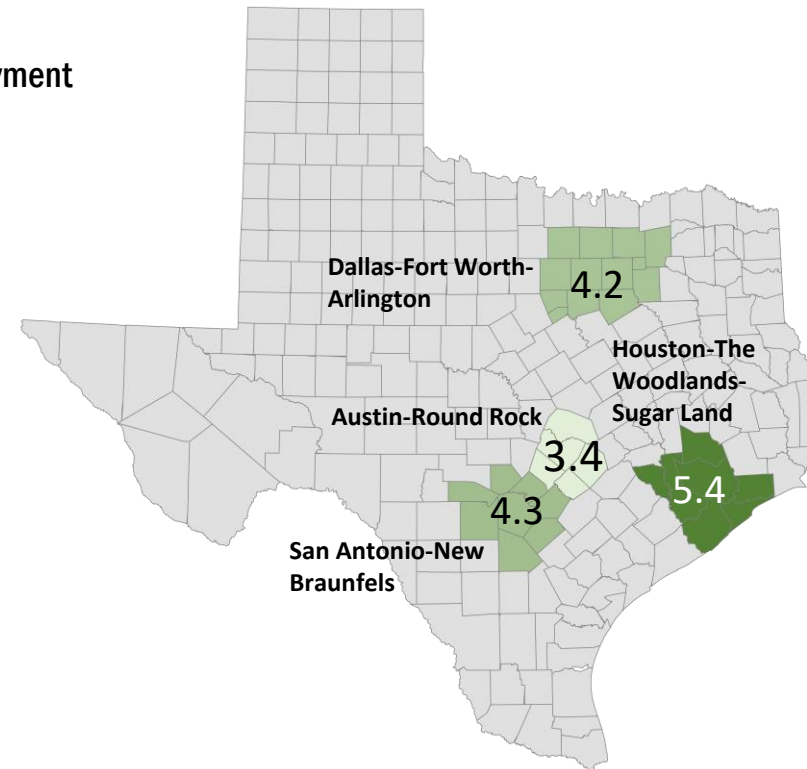 yment
Dallas-Fort Worth-
Arlington
4.2
Houston-The
Woodlands-
Sugar Land
Austin-Round Rock
3.4
5.4
4.3
San Antonio-New
Braunfels